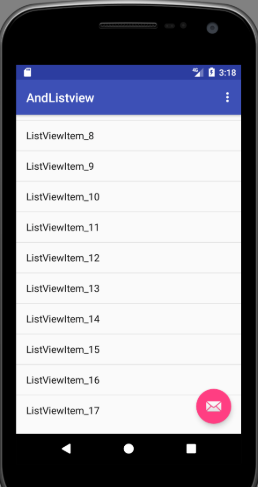 3:18
AndListview
ListViewItem_8
ListViewItem_9
ListViewItem_10
ListViewItem_11
ListViewItem_12
ListViewItem_13
ListViewItem_14
ListViewItem_15
ListViewItem_16
ListViewItem_17